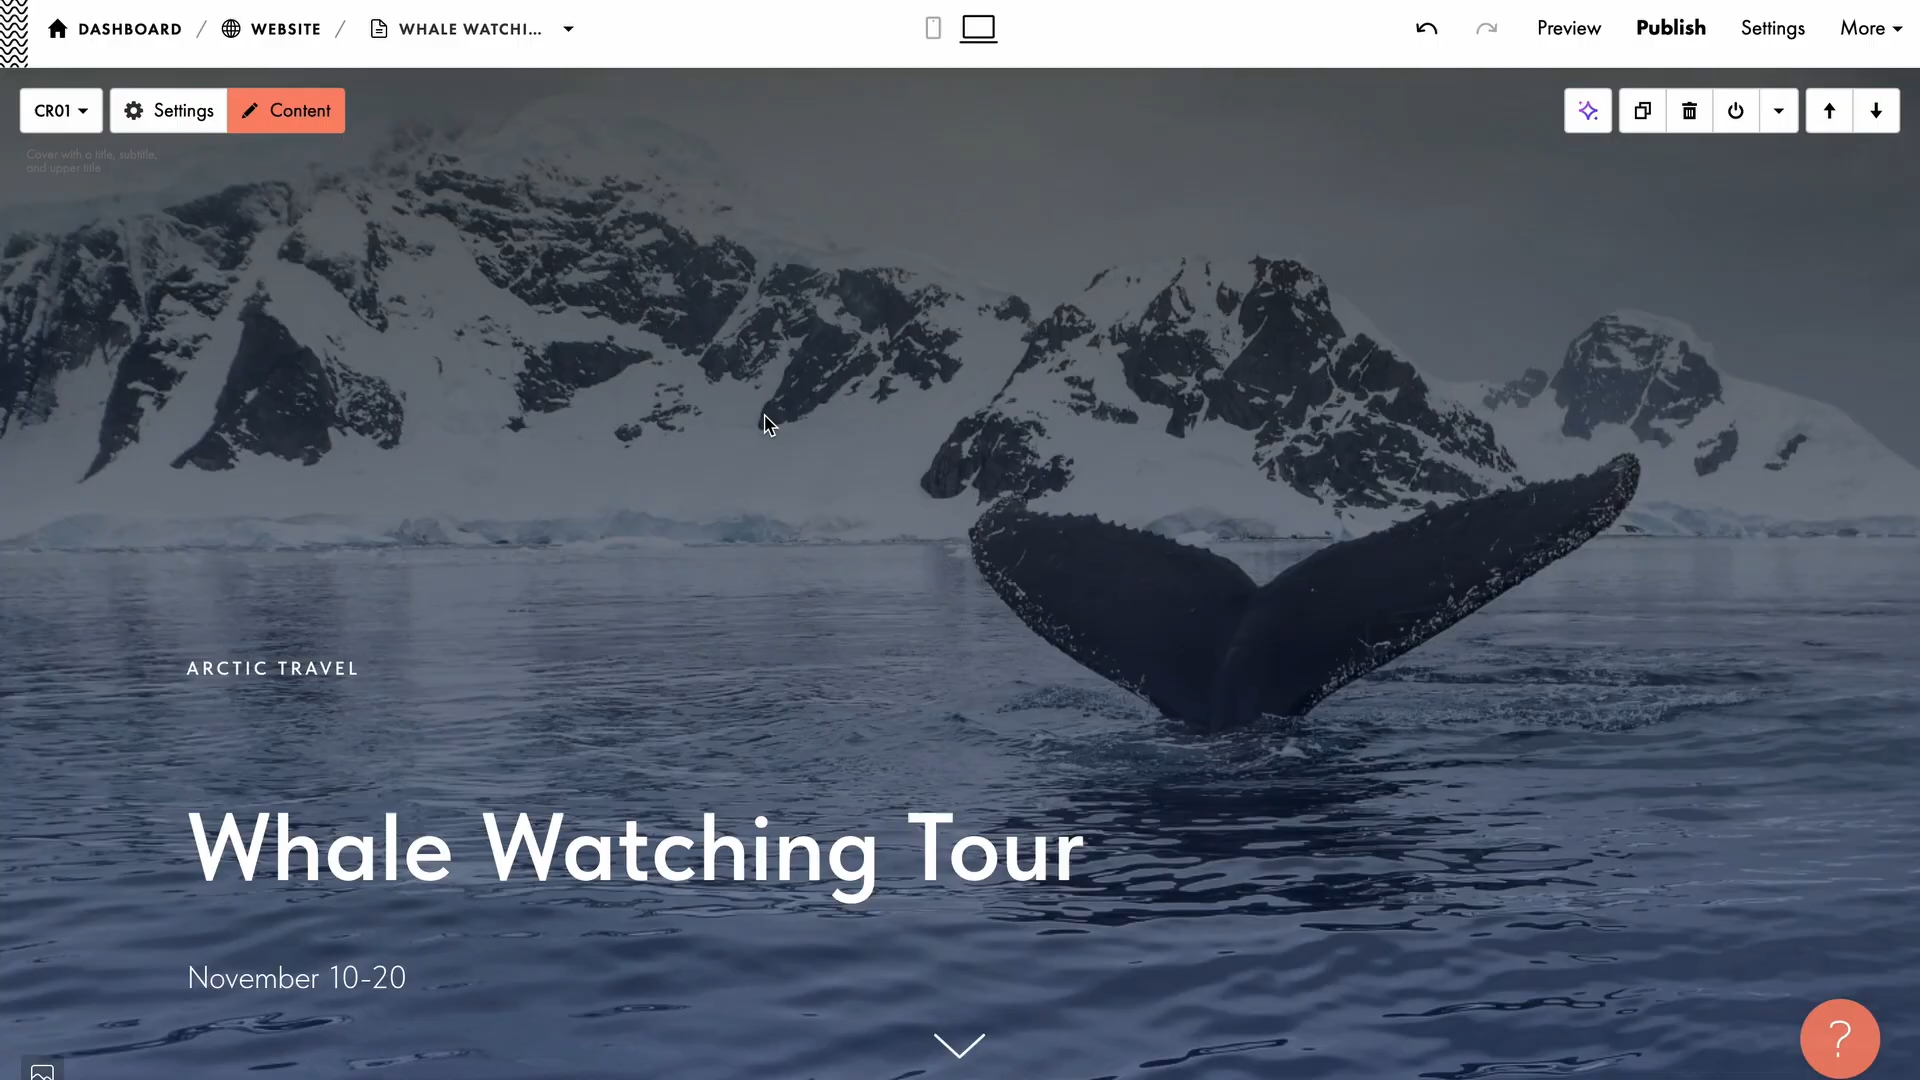 DASHBOARD / WEBSITE / WHALE WATCHI...
Preview Publish Settings More
CR01 Settings Content
Cover with a title, subtitle,
and upper title
ARCTIC TRAVEL
Whale Watching Tour
November 10-20
?